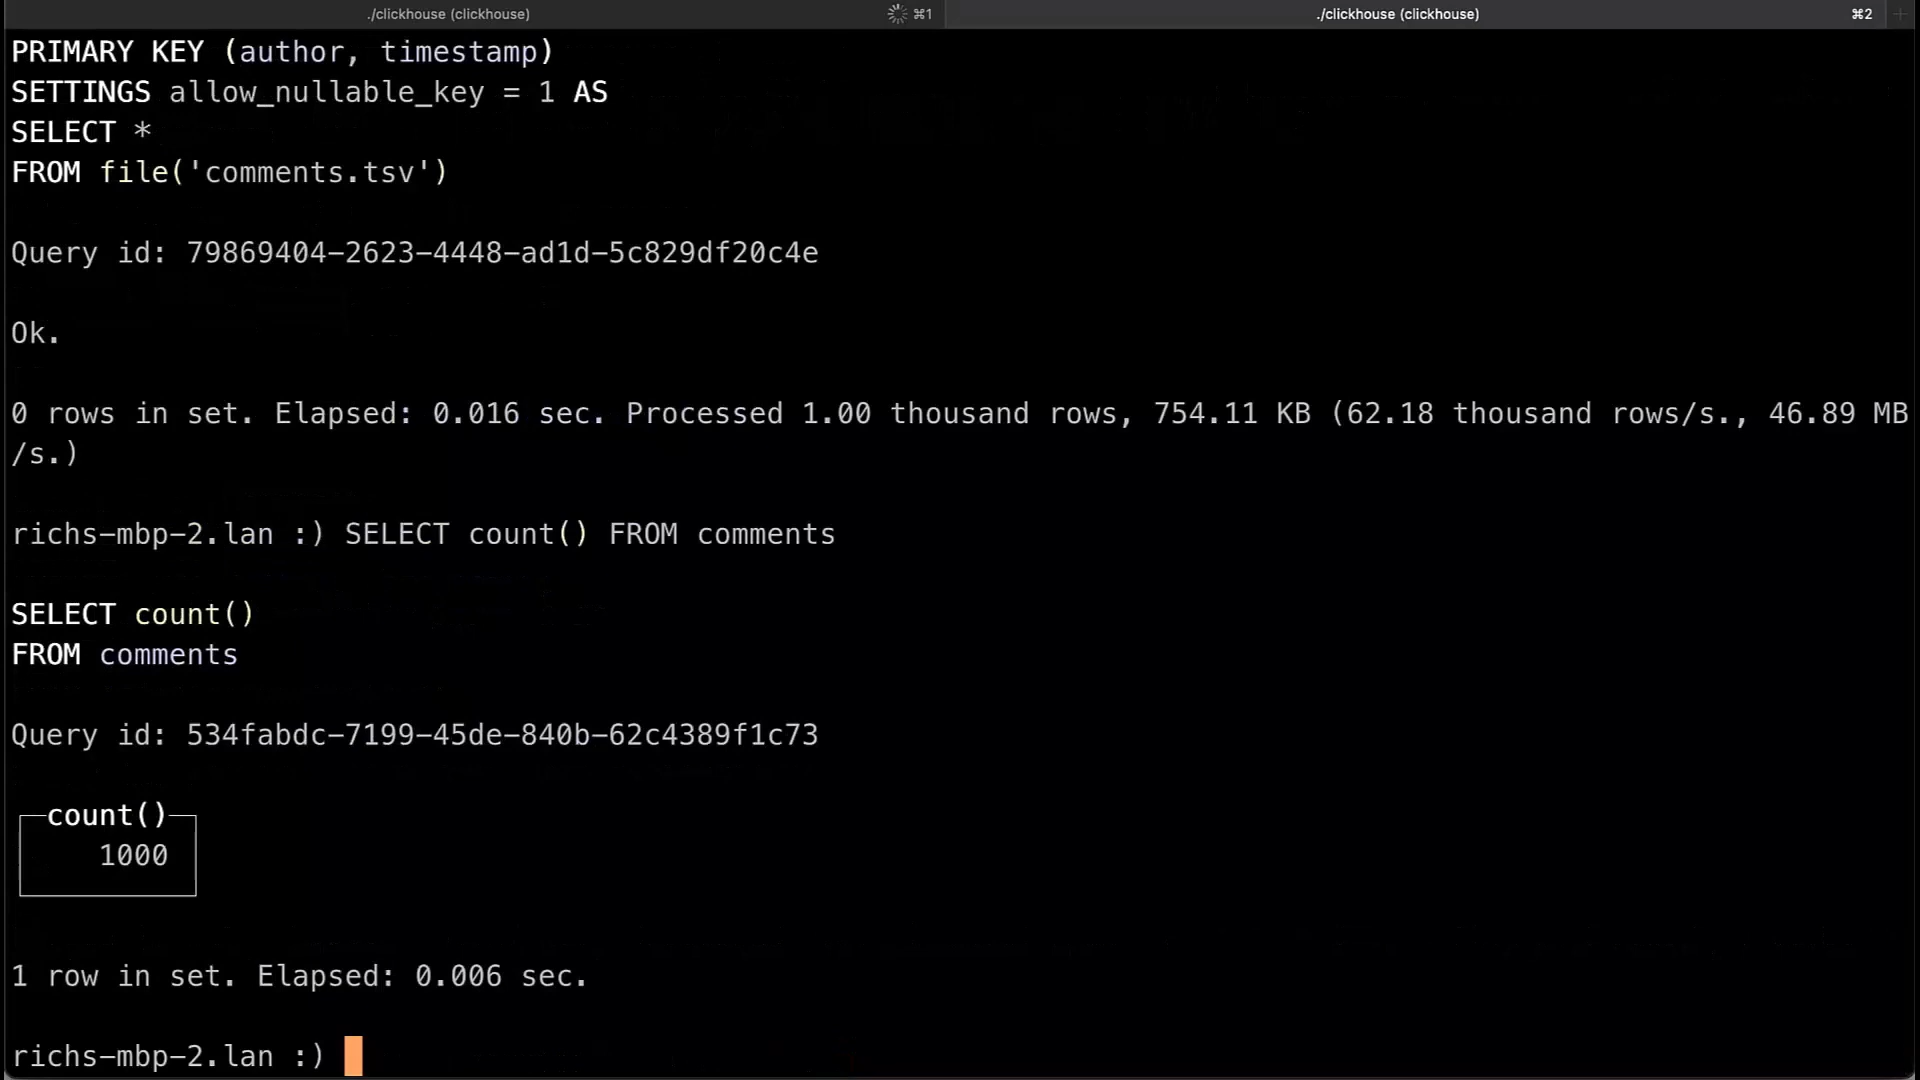 ./clickhouse (clickhouse) ⌘1 ./clickhouse (clickhouse) ⌘2 +
PRIMARY KEY (author, timestamp)
SETTINGS allow_nullable_key = 1 AS
SELECT *
FROM file('comments.tsv')
Query id: 79869404-2623-4448-ad1d-5c829df20c4e
Ok.
0 rows in set. Elapsed: 0.016 sec. Processed 1.00 thousand rows, 754.11 KB (62.18 thousand rows/s., 46.89 MB
/s.)
richs-mbp-2.lan :) SELECT count() FROM comments
SELECT count()
FROM comments
Query id: 534fabdc-7199-45de-840b-62c4389f1c73
count()
1000
1 row in set. Elapsed: 0.006 sec.
richs-mbp-2.lan :)